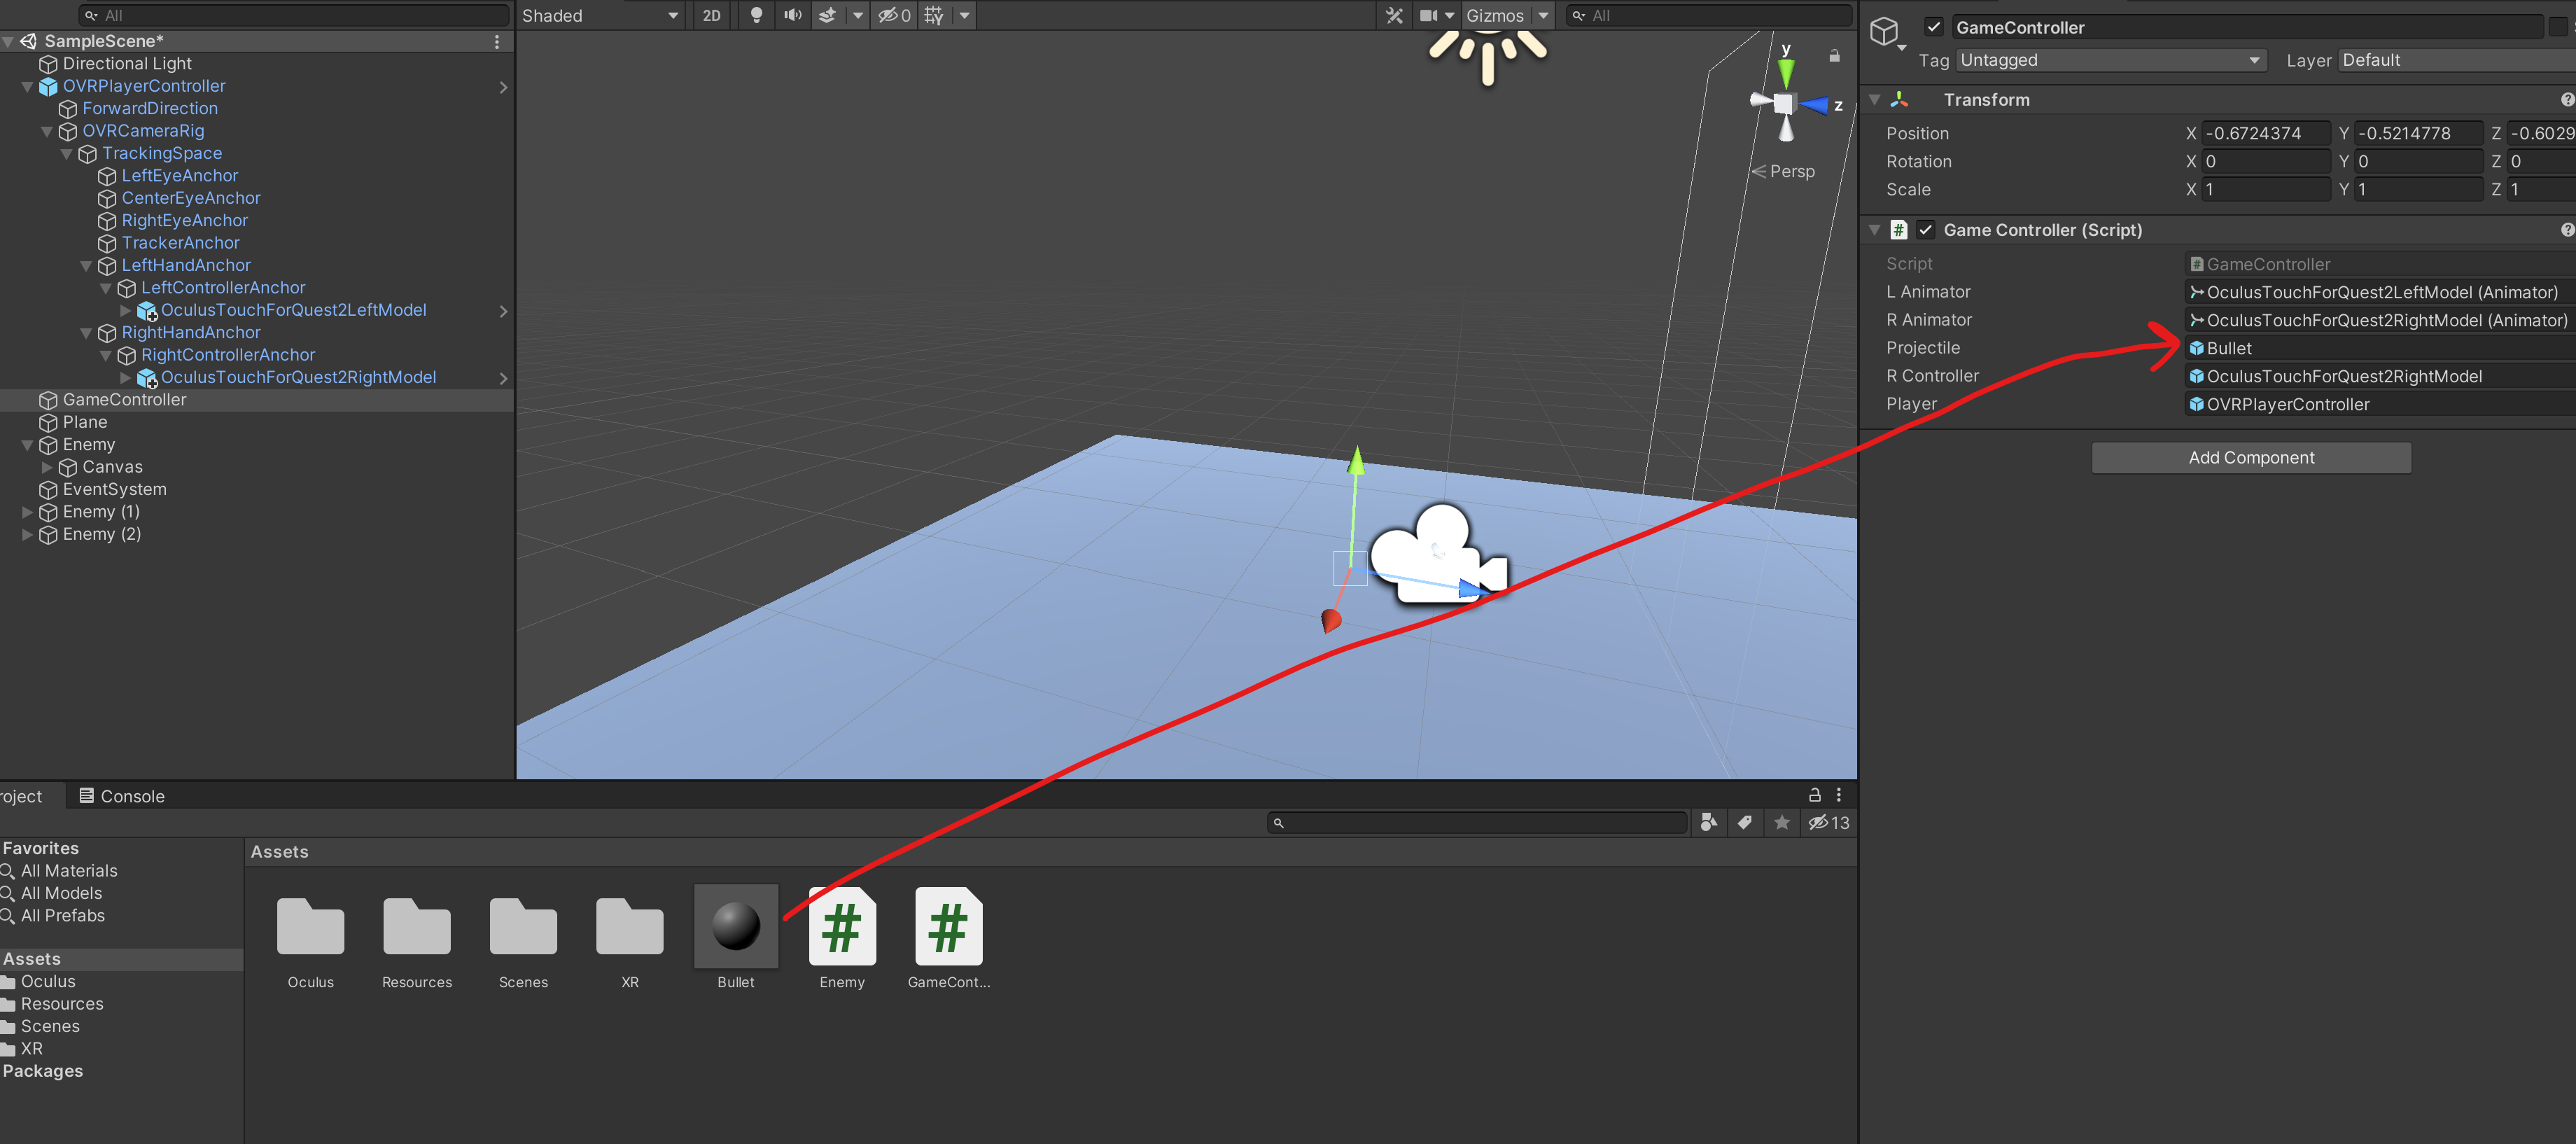 All
SampleScene*
Directional Light
OVRPlayerController
ForwardDirection
OVRCameraRig
TrackingSpace
LeftEyeAnchor
CenterEyeAnchor
RightEyeAnchor
TrackerAnchor
LeftHandAnchor
LeftControllerAnchor
OculusTouchForQuest2LeftModel
RightHandAnchor
RightControllerAnchor
OculusTouchForQuest2RightModel
GameController
Plane
Enemy
Canvas
EventSystem
Enemy (1)
Enemy (2)
Shaded 2D 0 Gizmos All
y
z
Persp
GameController
Tag Untagged Layer Default
Transform
Position X -0.6724374 Y -0.5214778 Z -0.6029
Rotation X 0 Y 0 Z 0
Scale X 1 Y 1 Z 1
# Game Controller (Script)
Script # GameController
L Animator OculusTouchForQuest2LeftModel (Animator)
R Animator OculusTouchForQuest2RightModel (Animator)
Projectile Bullet
R Controller OculusTouchForQuest2RightModel
Player OVRPlayerController
Add Component
roject Console
13
Favorites
All Materials
All Models
All Prefabs
Assets
Oculus
Resources
Scenes
XR
Packages
Assets
# #
Oculus Resources Scenes XR Bullet Enemy GameCont...